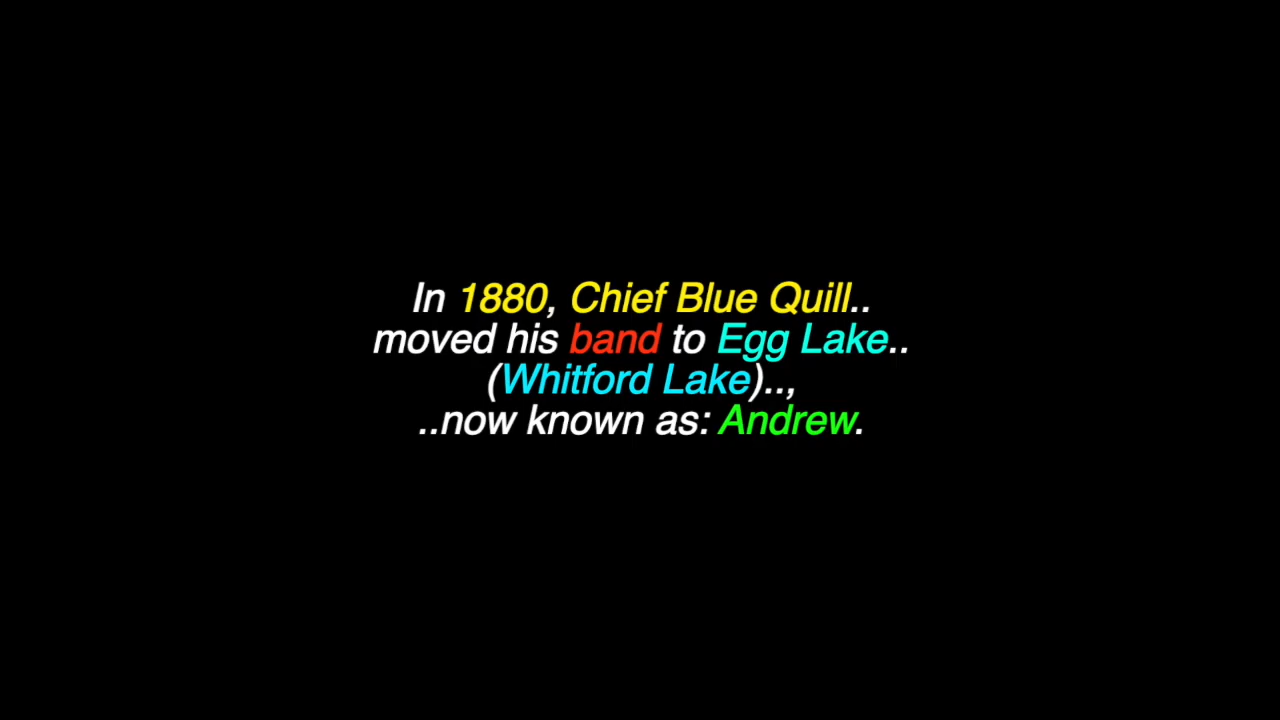 In 1880, Chief Blue Quill..
moved his band to Egg Lake..
(Whitford Lake)..,
..now known as: Andrew.